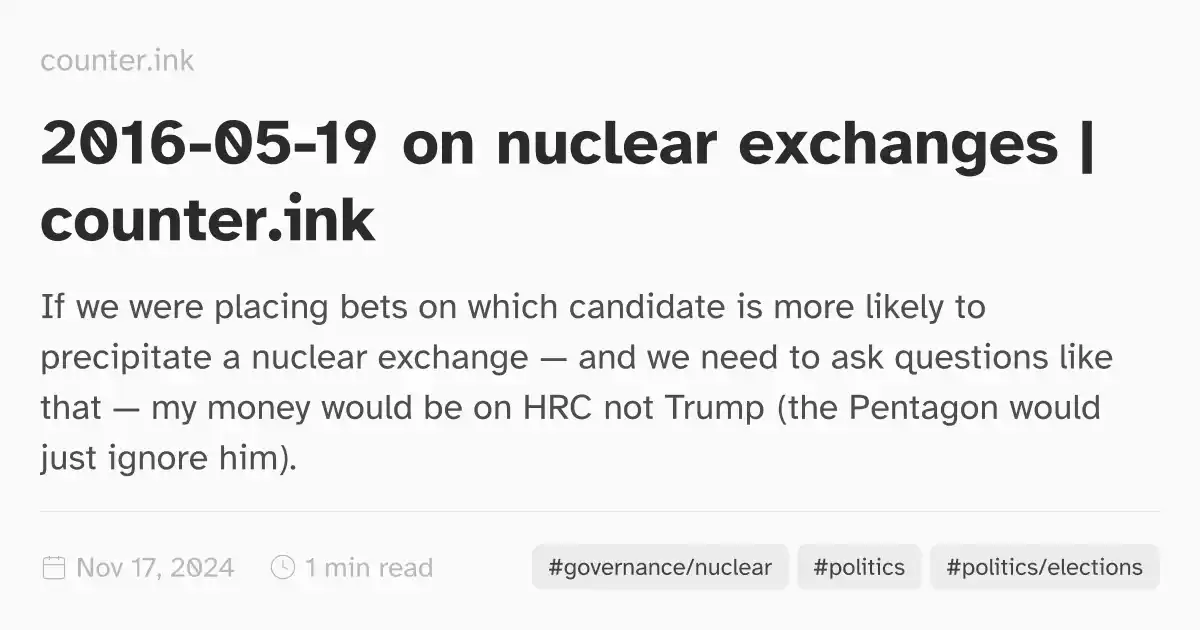 counter.ink
2016-05-19 on nuclear exchanges |
counter.ink
If we were placing bets on which candidate is more likely to
precipitate a nuclear exchange — and we need to ask questions like
that — my money would be on HRC not Trump (the Pentagon would
just ignore him).
Nov 17, 2024 1 min read #governance/nuclear #politics #politics/elections